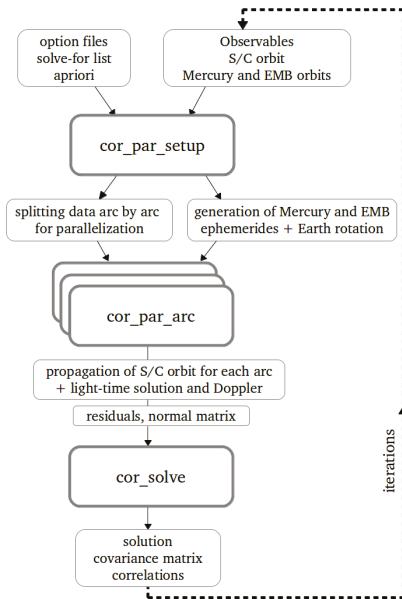 option files
solve-for list
apriori
Observables
S/C orbit
Mercury and EMB orbits
cor_par_setup
splitting data arc by arc
for parallelization
generation of Mercury and EMB
ephemerides + Earth rotation
cor_par_arc
propagation of S/C orbit for each arc
+ light-time solution and Doppler
residuals, normal matrix
iterations
cor_solve
solution
covariance matrix
correlations